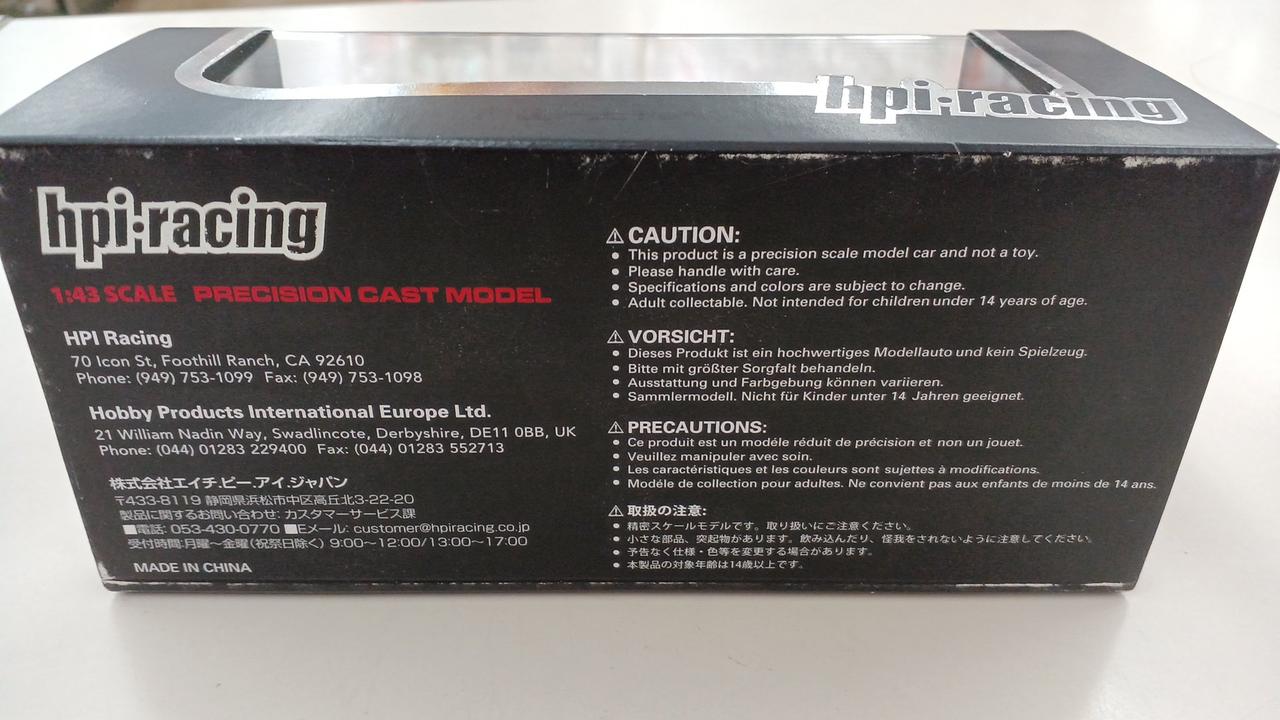 hpi·racing
hpi·racing
1:43 SCALE PRECISION CAST MODEL
HPI Racing
70 Icon St, Foothill Ranch, CA 92610
Phone: (949) 753-1099 Fax: (949) 753-1098
Hobby Products International Europe Ltd.
21 William Nadin Way, Swadlincote, Derbyshire, DE11 0BB, UK
Phone: (044) 01283 229400 Fax: (044) 01283 552713
株式会社エイチ.ピー.アイ.ジャパン
〒433-8119 静岡県浜松市中区高丘北3-22-20
製品に関するお問い合わせ: カスタマーサービス課
■電話: 053-430-0770 ■Eメール: customer@hpiracing.co.jp
受付時間:月曜〜金曜(祝祭日除く) 9:00〜12:00/13:00〜17:00
MADE IN CHINA
⚠CAUTION:
• This product is a precision scale model car and not a toy.
• Please handle with care.
• Specifications and colors are subject to change.
• Adult collectable. Not intended for children under 14 years of age.
⚠VORSICHT:
• Dieses Produkt ist ein hochwertiges Modellauto und kein Spielzeug.
• Bitte mit größter Sorgfalt behandeln.
• Ausstattung und Farbgebung können variieren.
• Sammlermodell. Nicht für Kinder unter 14 Jahren geeignet.
⚠PRECAUTIONS:
• Ce produit est un modéle réduit de précision et non un jouet.
• Veuillez manipuler avec soin.
• Les caractéristiques et les couleurs sont sujettes à modifications.
• Modéle de collection pour adultes. Ne convient pas aux enfants de moins de 14 ans.
⚠取扱の注意:
• 精密スケールモデルです。取り扱いにご注意ください。
• 小さな部品、突起物があります。飲み込んだり、怪我をされないように注意してください。
• 予告なく仕様・色等を変更する場合があります。
• 本製品の対象年齢は14歳以上です。